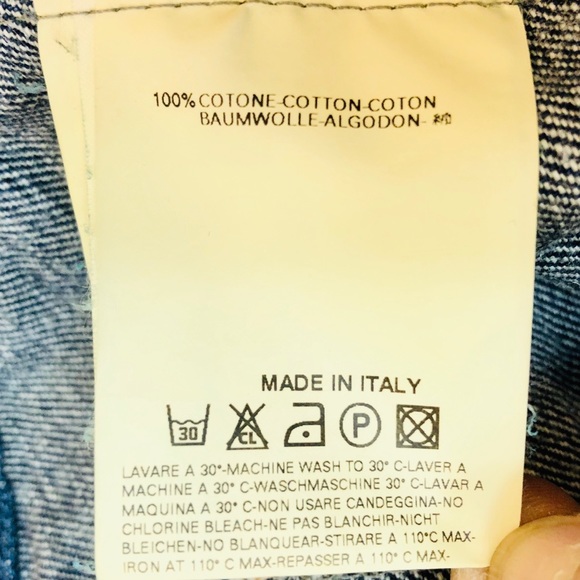 100% COTONE-COTTON-COTON
BAUMWOLLE-ALGODON-
MADE IN ITALY
30 CL P
LAVARE A 30°-MACHINE WASH TO 30° C-LAVER A
MACHINE A 30° C-WASCHMASCHINE 30° C-LAVAR A
MAQUINA A 30° C-NON USARE CANDEGGINA-NO
CHLORINE BLEACH-NE PAS BLANCHIR-NICHT
BLEICHEN-NO BLANQUEAR-STIRARE A 110°C MAX-
IRON AT 110° C MAX-REPASSER A 110° C MAX-